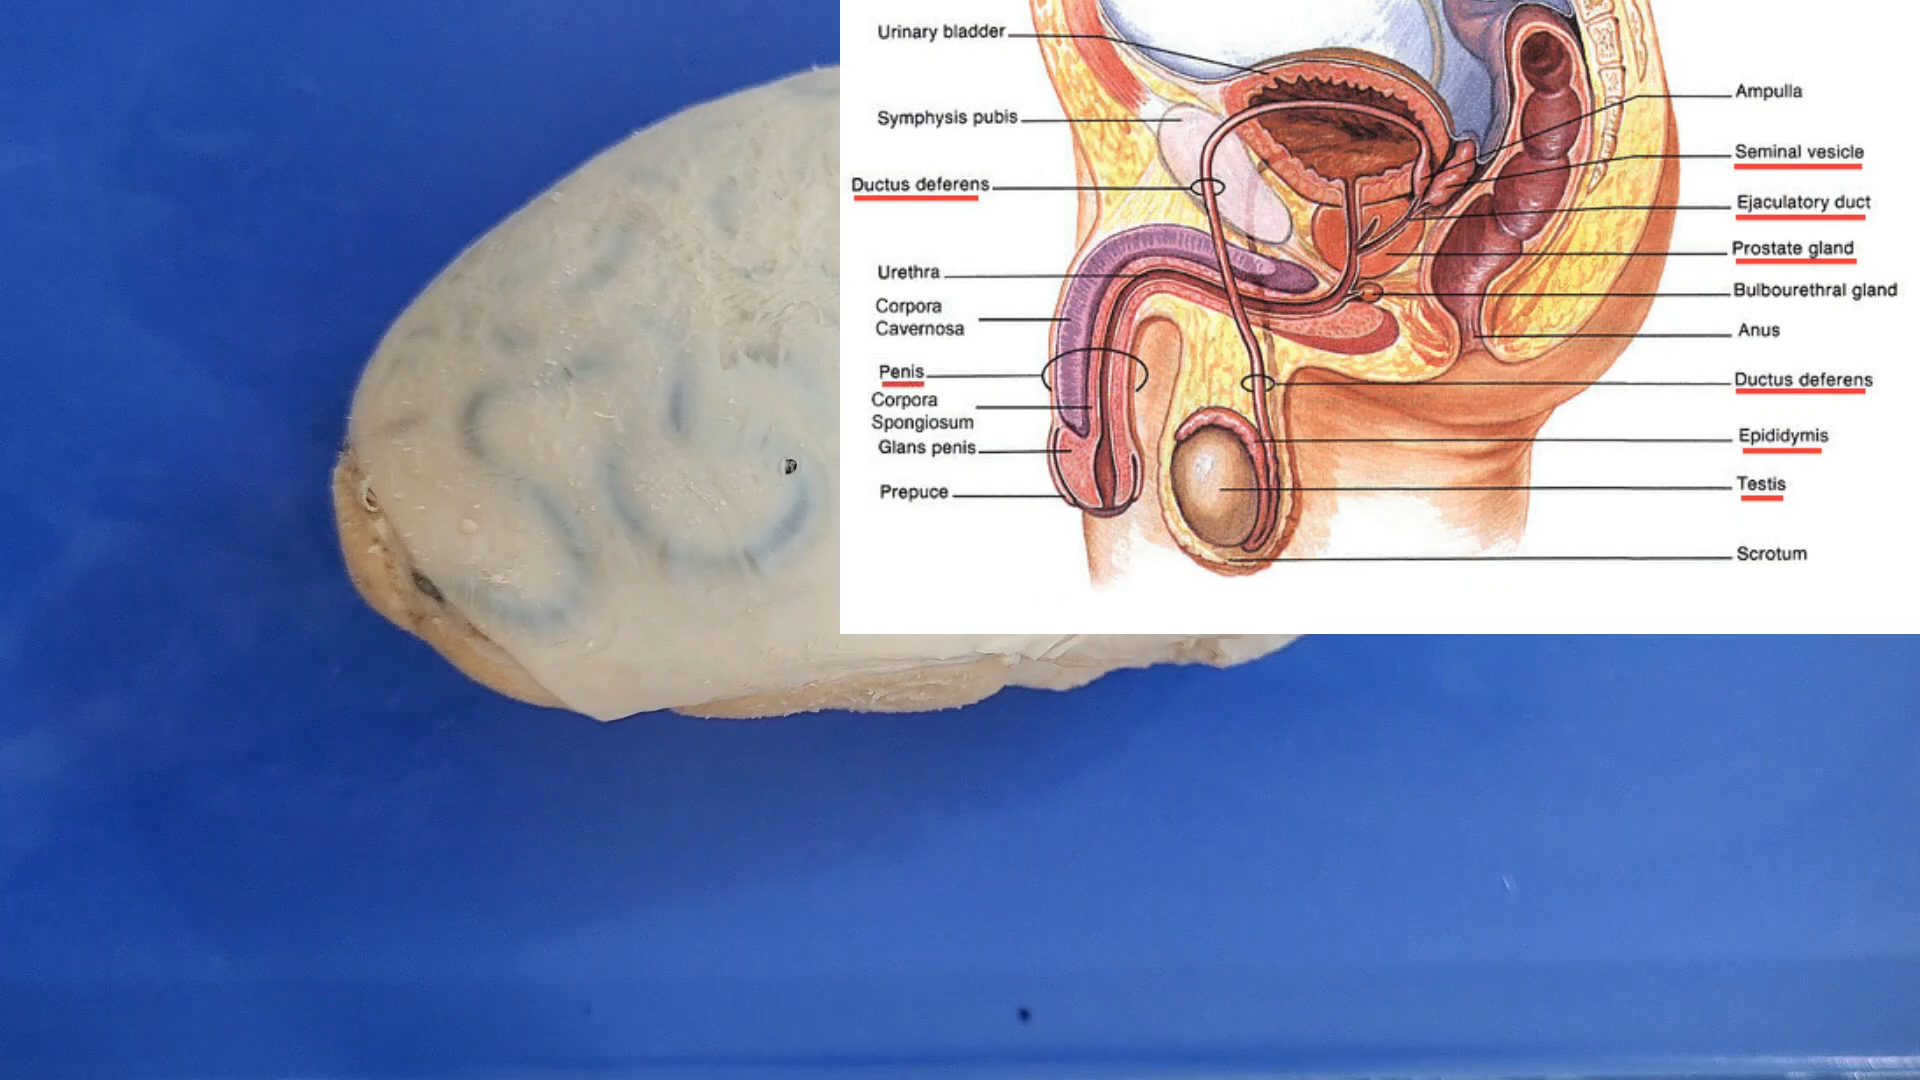 Urinary bladder
Symphysis pubis
Ductus deferens
Urethra
Corpora
Cavernosa
Penis
Corpora
Spongiosum
Glans penis
Prepuce
Ampulla
Seminal vesicle
Ejaculatory duct
Prostate gland
Bulbourethral gland
Anus
Ductus deferens
Epididymis
Testis
Scrotum